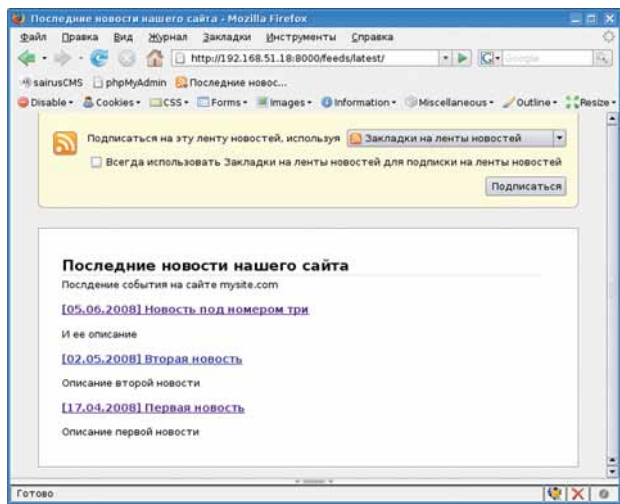 Последние новости нашего сайта - Mozilla Firefox
Файл Правка Вид Журнал Закладки Инструменты Справка
http://192.168.51.18:8000/feeds/latest/ Google
sairusCMS phpMyAdmin Последние новос...
Disable Cookies CSS Forms Images Information Miscellaneous Outline Resize
Подписаться на эту ленту новостей, используя Закладки на ленты новостей
Всегда использовать Закладки на ленты новостей для подписки на ленты новостей
Подписаться
Последние новости нашего сайта
Послдение события на сайте mysite.com
[05.06.2008] Новость под номером три
И ее описание
[02.05.2008] Вторая новость
Описание второй новости
[17.04.2008] Первая новость
Описание первой новости
Готово